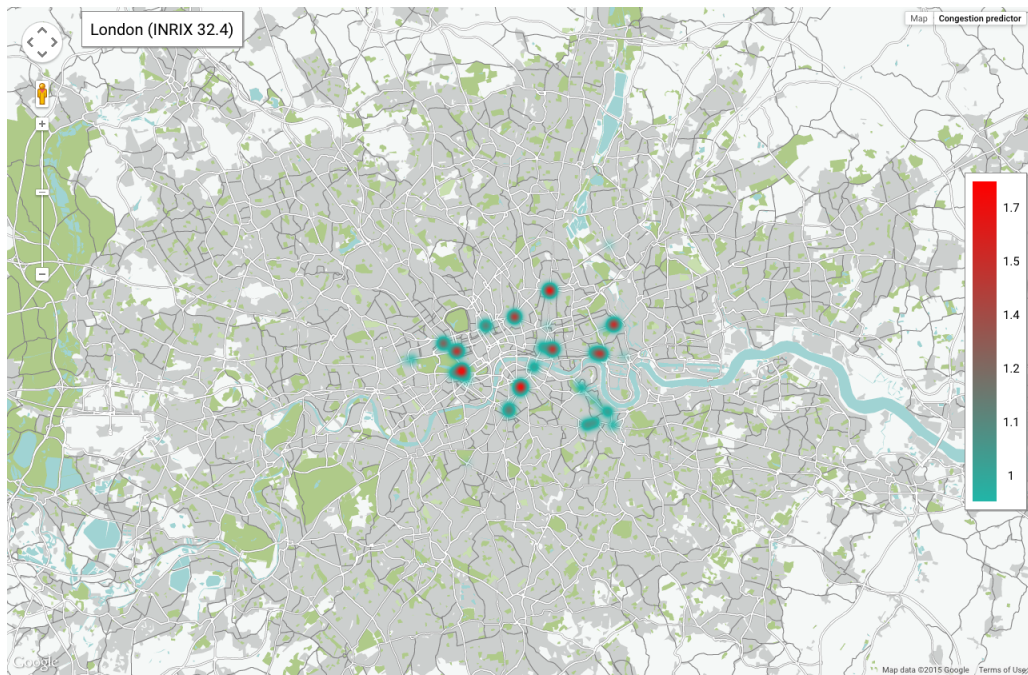 London (INRIX 32.4)
Map Congestion predictor
1.7
1.5
1.4
1.2
1.1
1
Google
Map data ©2015 Google Terms of Use